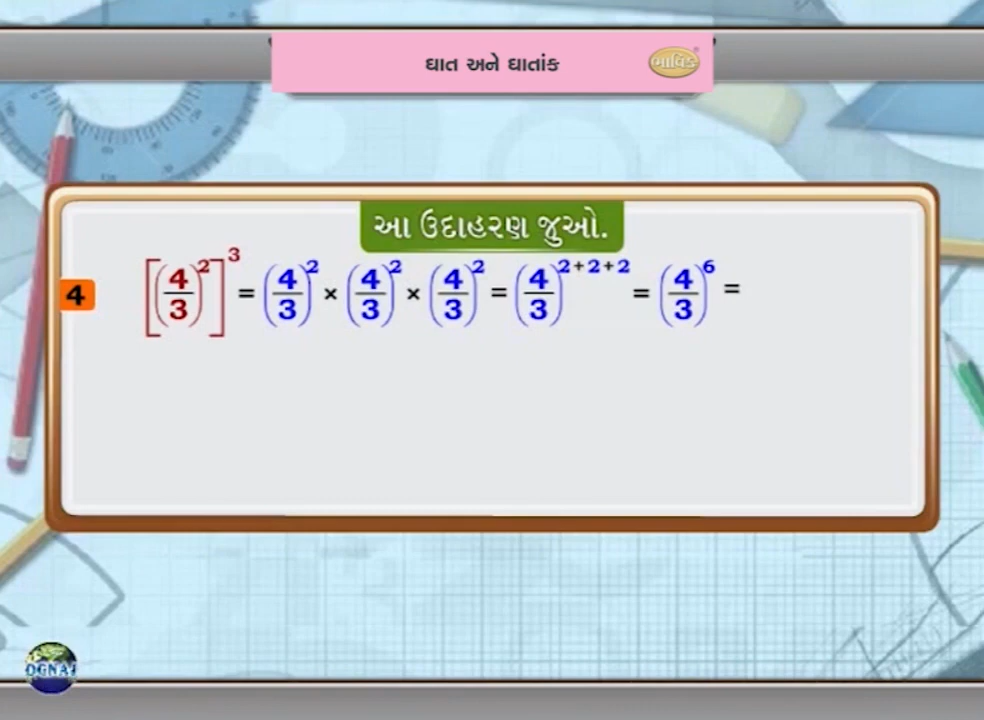 ઘાત અને ઘાતાંક ભાવિક
આ ઉદાહરણ જુઓ.
4 [(4/3)²]³ = (4/3)² × (4/3)² × (4/3)² = (4/3)²⁺²⁺² = (4/3)⁶ =